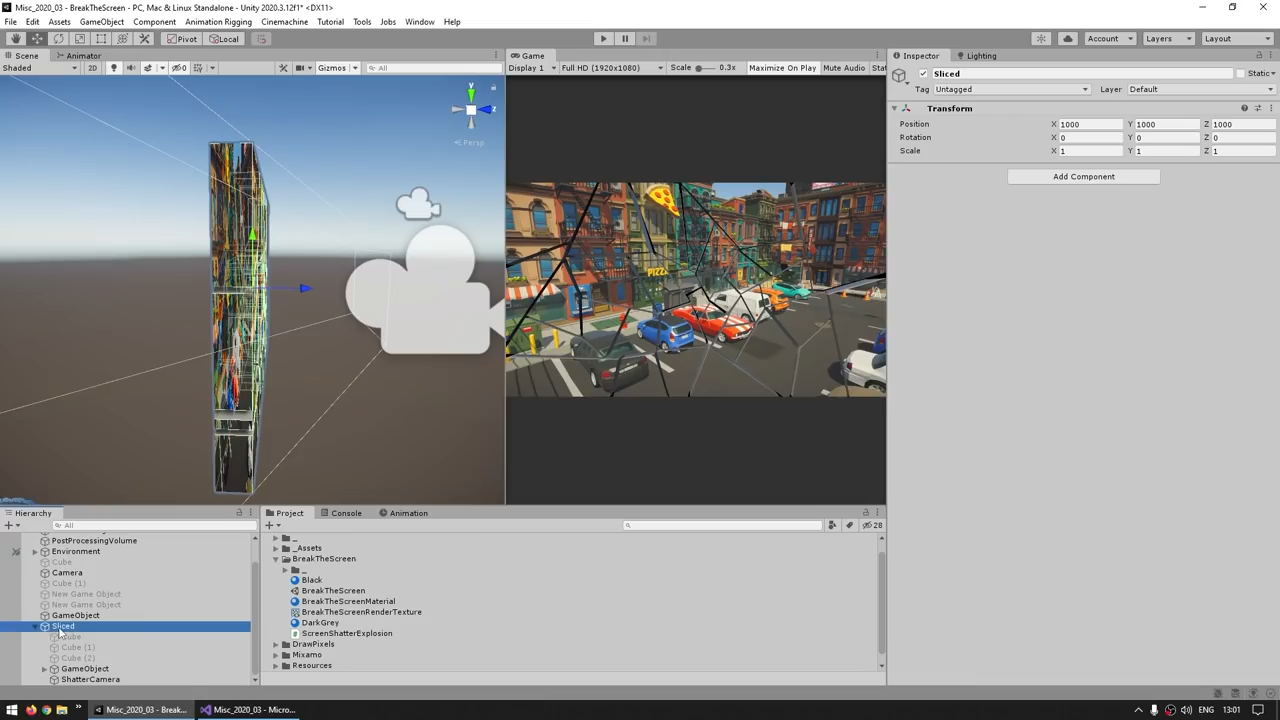 Misc_2020_03 - BreakTheScreen - PC, Mac & Linux Standalone - Unity 2020.3.12f1* <DX11>
File Edit Assets GameObject Component Animation Rigging Cinemachine Tutorial Tools Jobs Window Help
Pivot Local Account Layers Layout
Scene Animator
Shaded 2D 0 Gizmos All
Game
Display 1 Full HD (1920x1080) Scale 0.3x Maximize On Play Mute Audio Stat
Inspector Lighting
Sliced Static
Tag Untagged Layer Default
Transform
Position X 1000 Y 1000 Z 1000
Rotation X 0 Y 0 Z 0
Scale X 1 Y 1 Z 1
Add Component
y
z
Persp
PIZZA
Hierarchy
All
PostProcessingVolume
Environment
Cube
Camera
Cube (1)
New Game Object
New Game Object
GameObject
Sliced
Cube
Cube (1)
Cube (2)
GameObject
ShatterCamera
Project Console Animation
28
_
_Assets
BreakTheScreen
_
Black
BreakTheScreen
BreakTheScreenMaterial
BreakTheScreenRenderTexture
DarkGrey
ScreenShatterExplosion
DrawPixels
Mixamo
Resources
Misc_2020_03 - Break... Misc_2020_03 - Micro... ENG 13:01